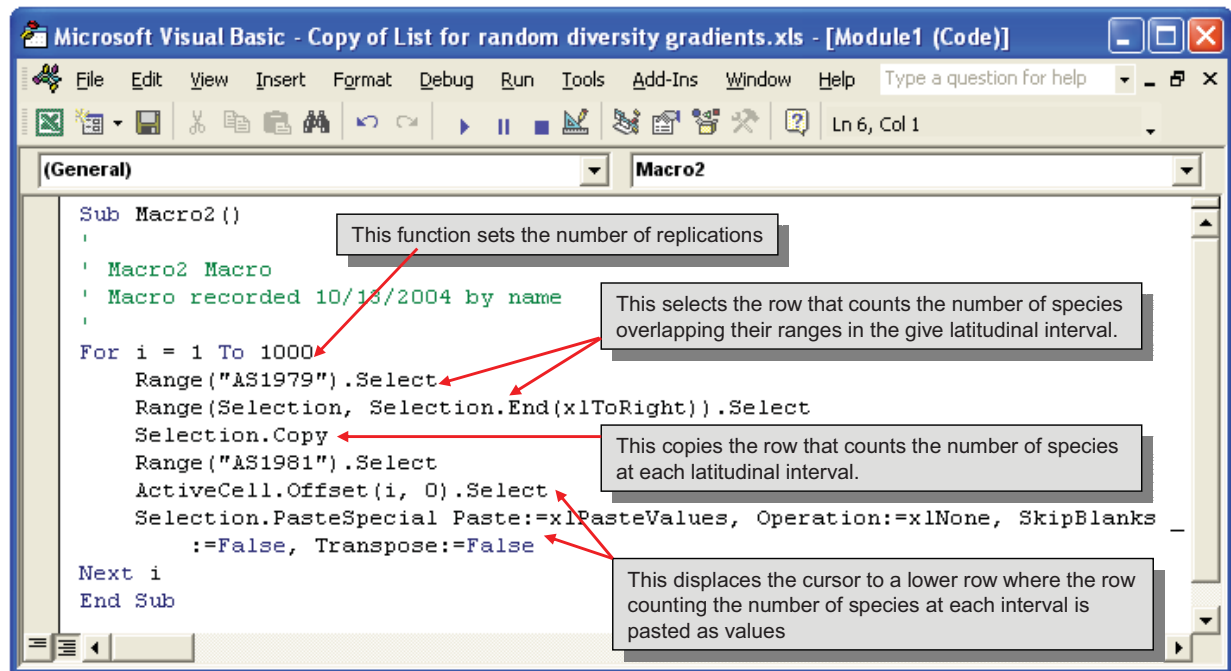 Microsoft Visual Basic - Copy of List for random diversity gradients.xls - [Module1 (Code)]
File Edit View Insert Format Debug Run Tools Add-Ins Window Help Type a question for help
Ln 6, Col 1
(General) Macro2
Sub Macro2()
'
' Macro2 Macro
' Macro recorded 10/13/2004 by name
'
For i = 1 To 1000
Range("AS1979").Select
Range(Selection, Selection.End(xlToRight)).Select
Selection.Copy
Range("AS1981").Select
ActiveCell.Offset(i, 0).Select
Selection.PasteSpecial Paste:=xlPasteValues, Operation:=xlNone, SkipBlanks _
:=False, Transpose:=False
Next i
End Sub
This function sets the number of replications
This selects the row that counts the number of species
overlapping their ranges in the give latitudinal interval.
This copies the row that counts the number of species
at each latitudinal interval.
This displaces the cursor to a lower row where the row
counting the number of species at each interval is
pasted as values